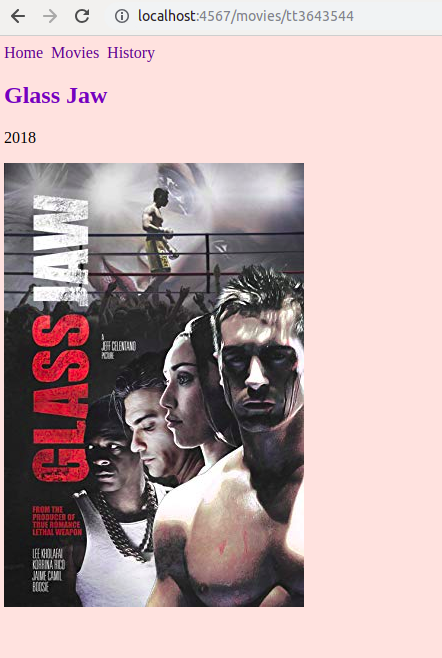 localhost:4567/movies/tt3643544
Home Movies History
Glass Jaw
2018
GLASS JAW
A
JEFF CELENTANO
PICTURE
FROM THE
PRODUCER OF
TRUE ROMANCE
LETHAL WEAPON
LEE KHOLAFAI
KORRINA RICO
JAIME CAMIL
BOOSIE